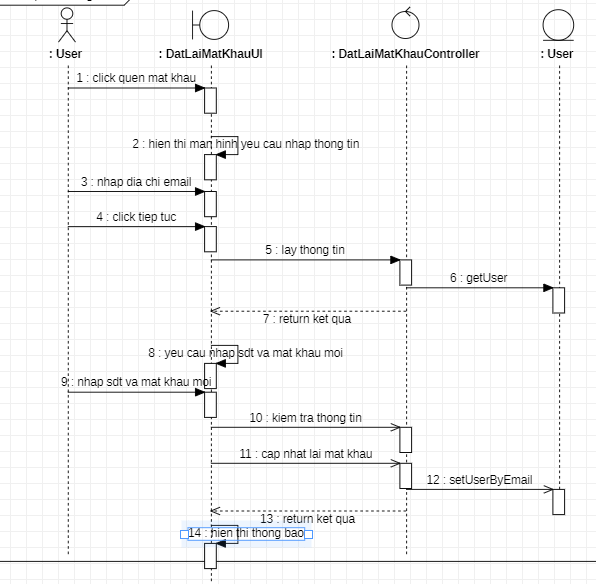 : User
: DatLaiMatKhauUI
: DatLaiMatKhauController
: User
1 : click quen mat khau
2 : hien thi man hinh yeu cau nhap thong tin
3 : nhap dia chi email
4 : click tiep tuc
5 : lay thong tin
6 : getUser
7 : return ket qua
8 : yeu cau nhap sdt va mat khau moi
9 : nhap sdt va mat khau moi
10 : kiem tra thong tin
11 : cap nhat lai mat khau
12 : setUserByEmail
13 : return ket qua
14 : hien thi thong bao